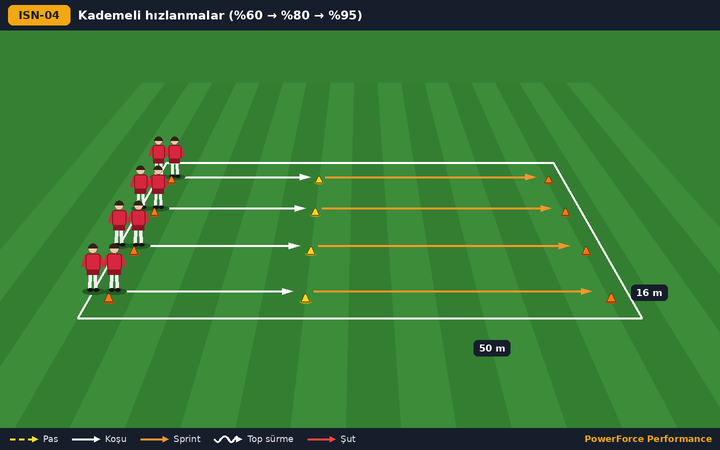 ISN-04 Kademeli hızlanmalar (%60 → %80 → %95)
16 m
50 m
Pas Koşu Sprint Top sürme Şut PowerForce Performance